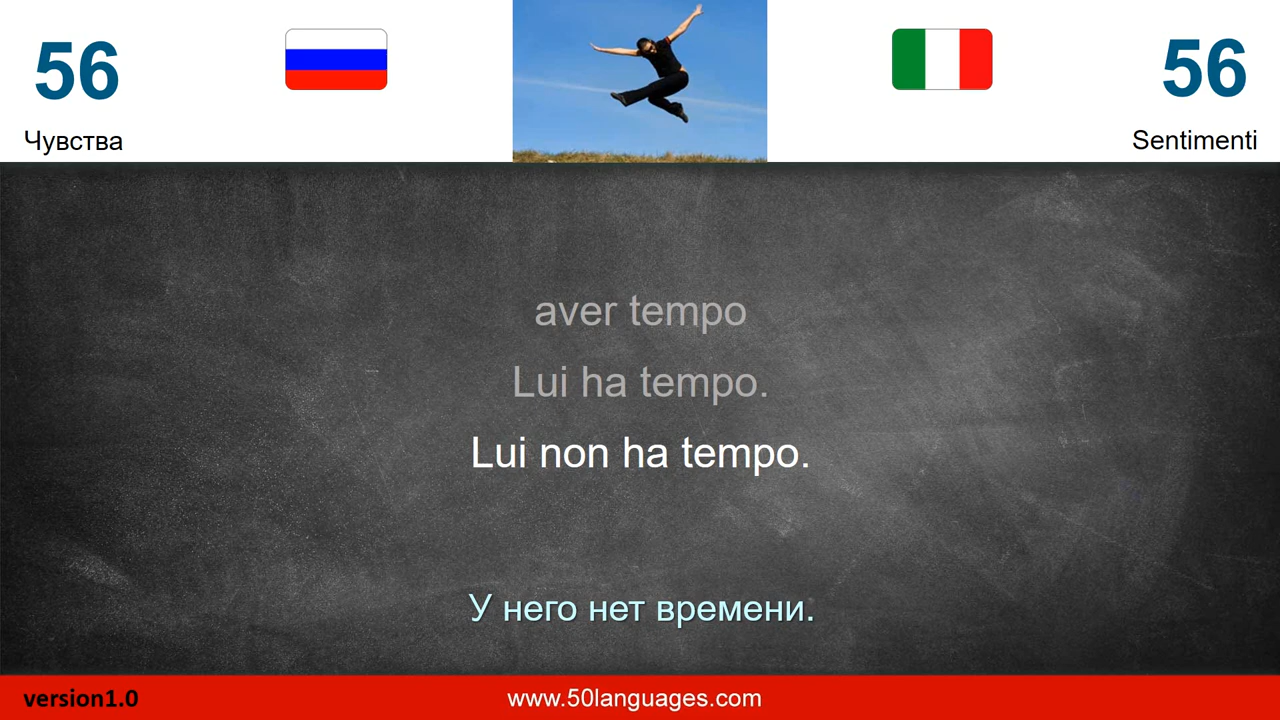 56
56
Чувства
Sentimenti
aver tempo
Lui ha tempo.
Lui non ha tempo.
У него нет времени.
version1.0
www.50languages.com